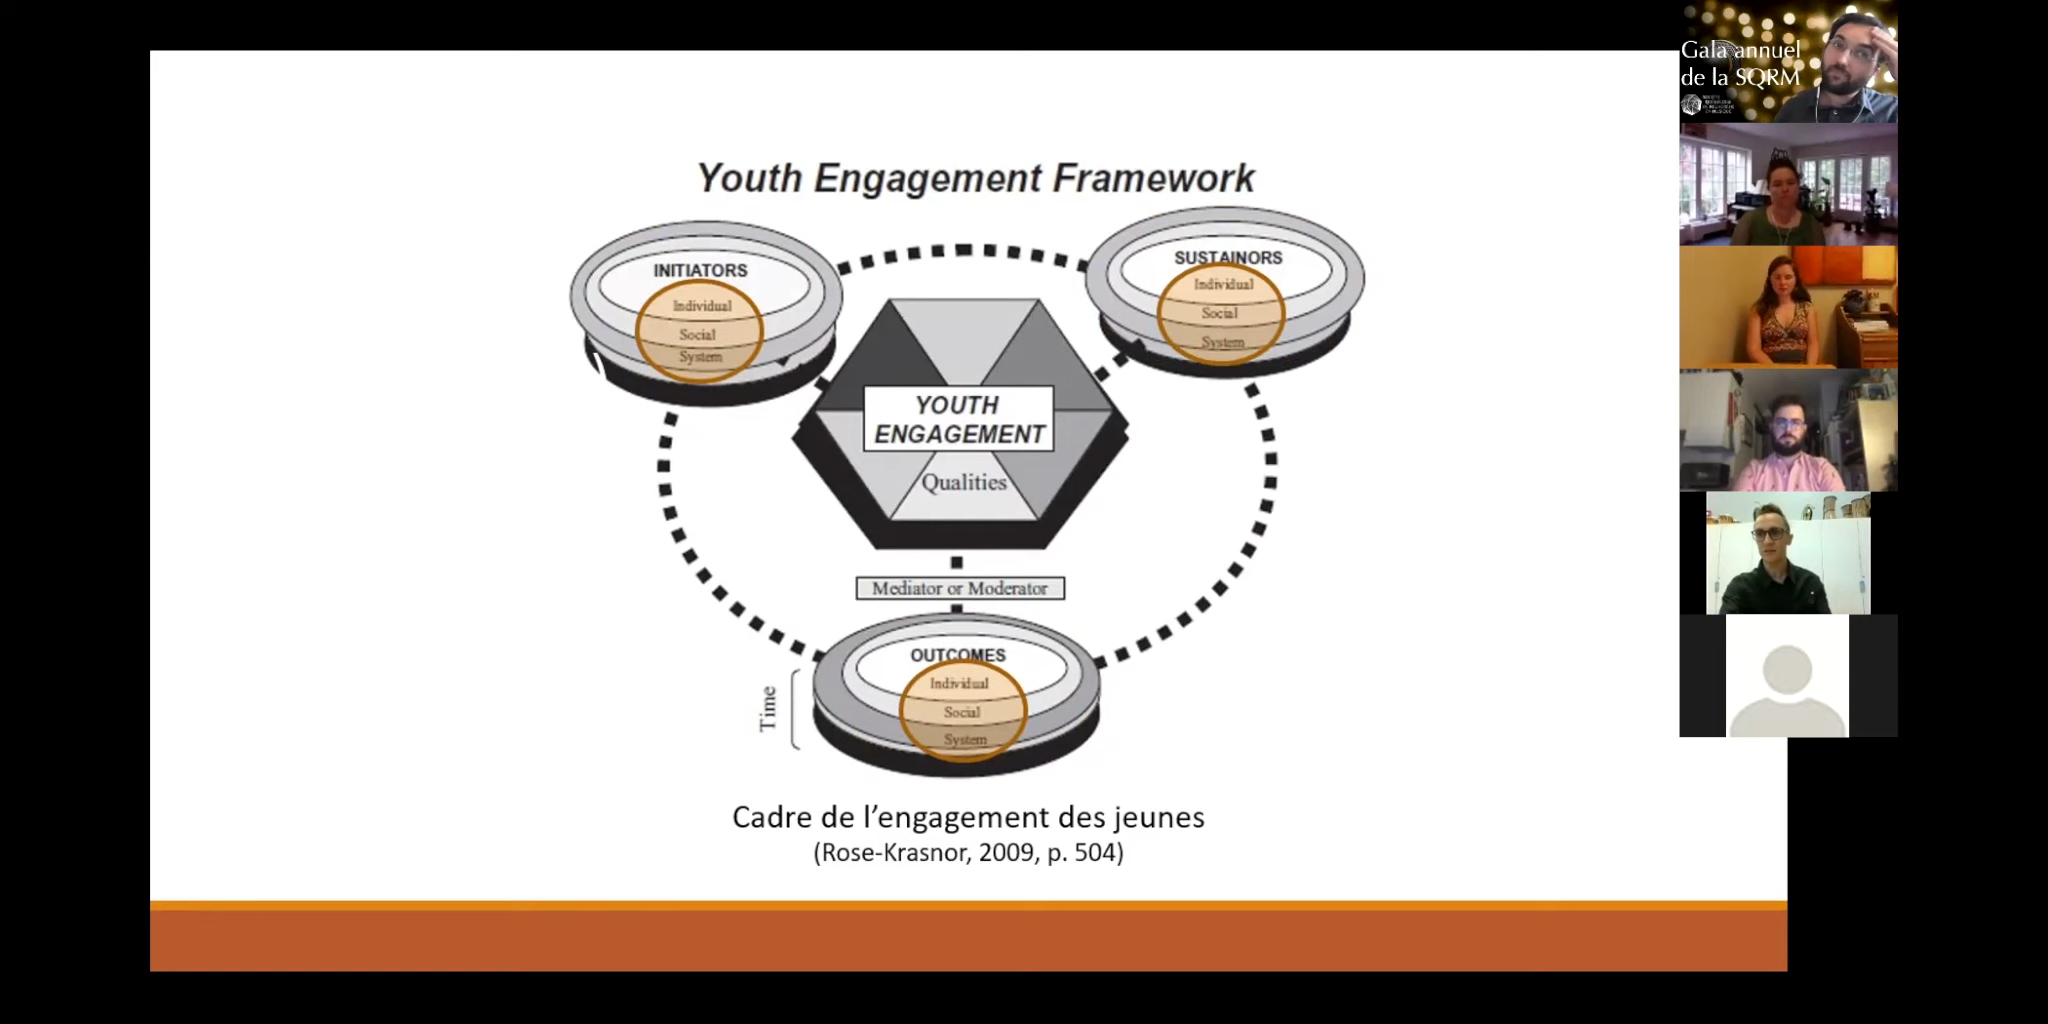 Youth Engagement Framework
INITIATORS
Individual
Social
System
SUSTAINORS
Individual
Social
System
YOUTH
ENGAGEMENT
Qualities
Mediator or Moderator
OUTCOMES
Individual
Social
System
Time
Cadre de l’engagement des jeunes
(Rose-Krasnor, 2009, p. 504)
Gala annuel
de la SQRM